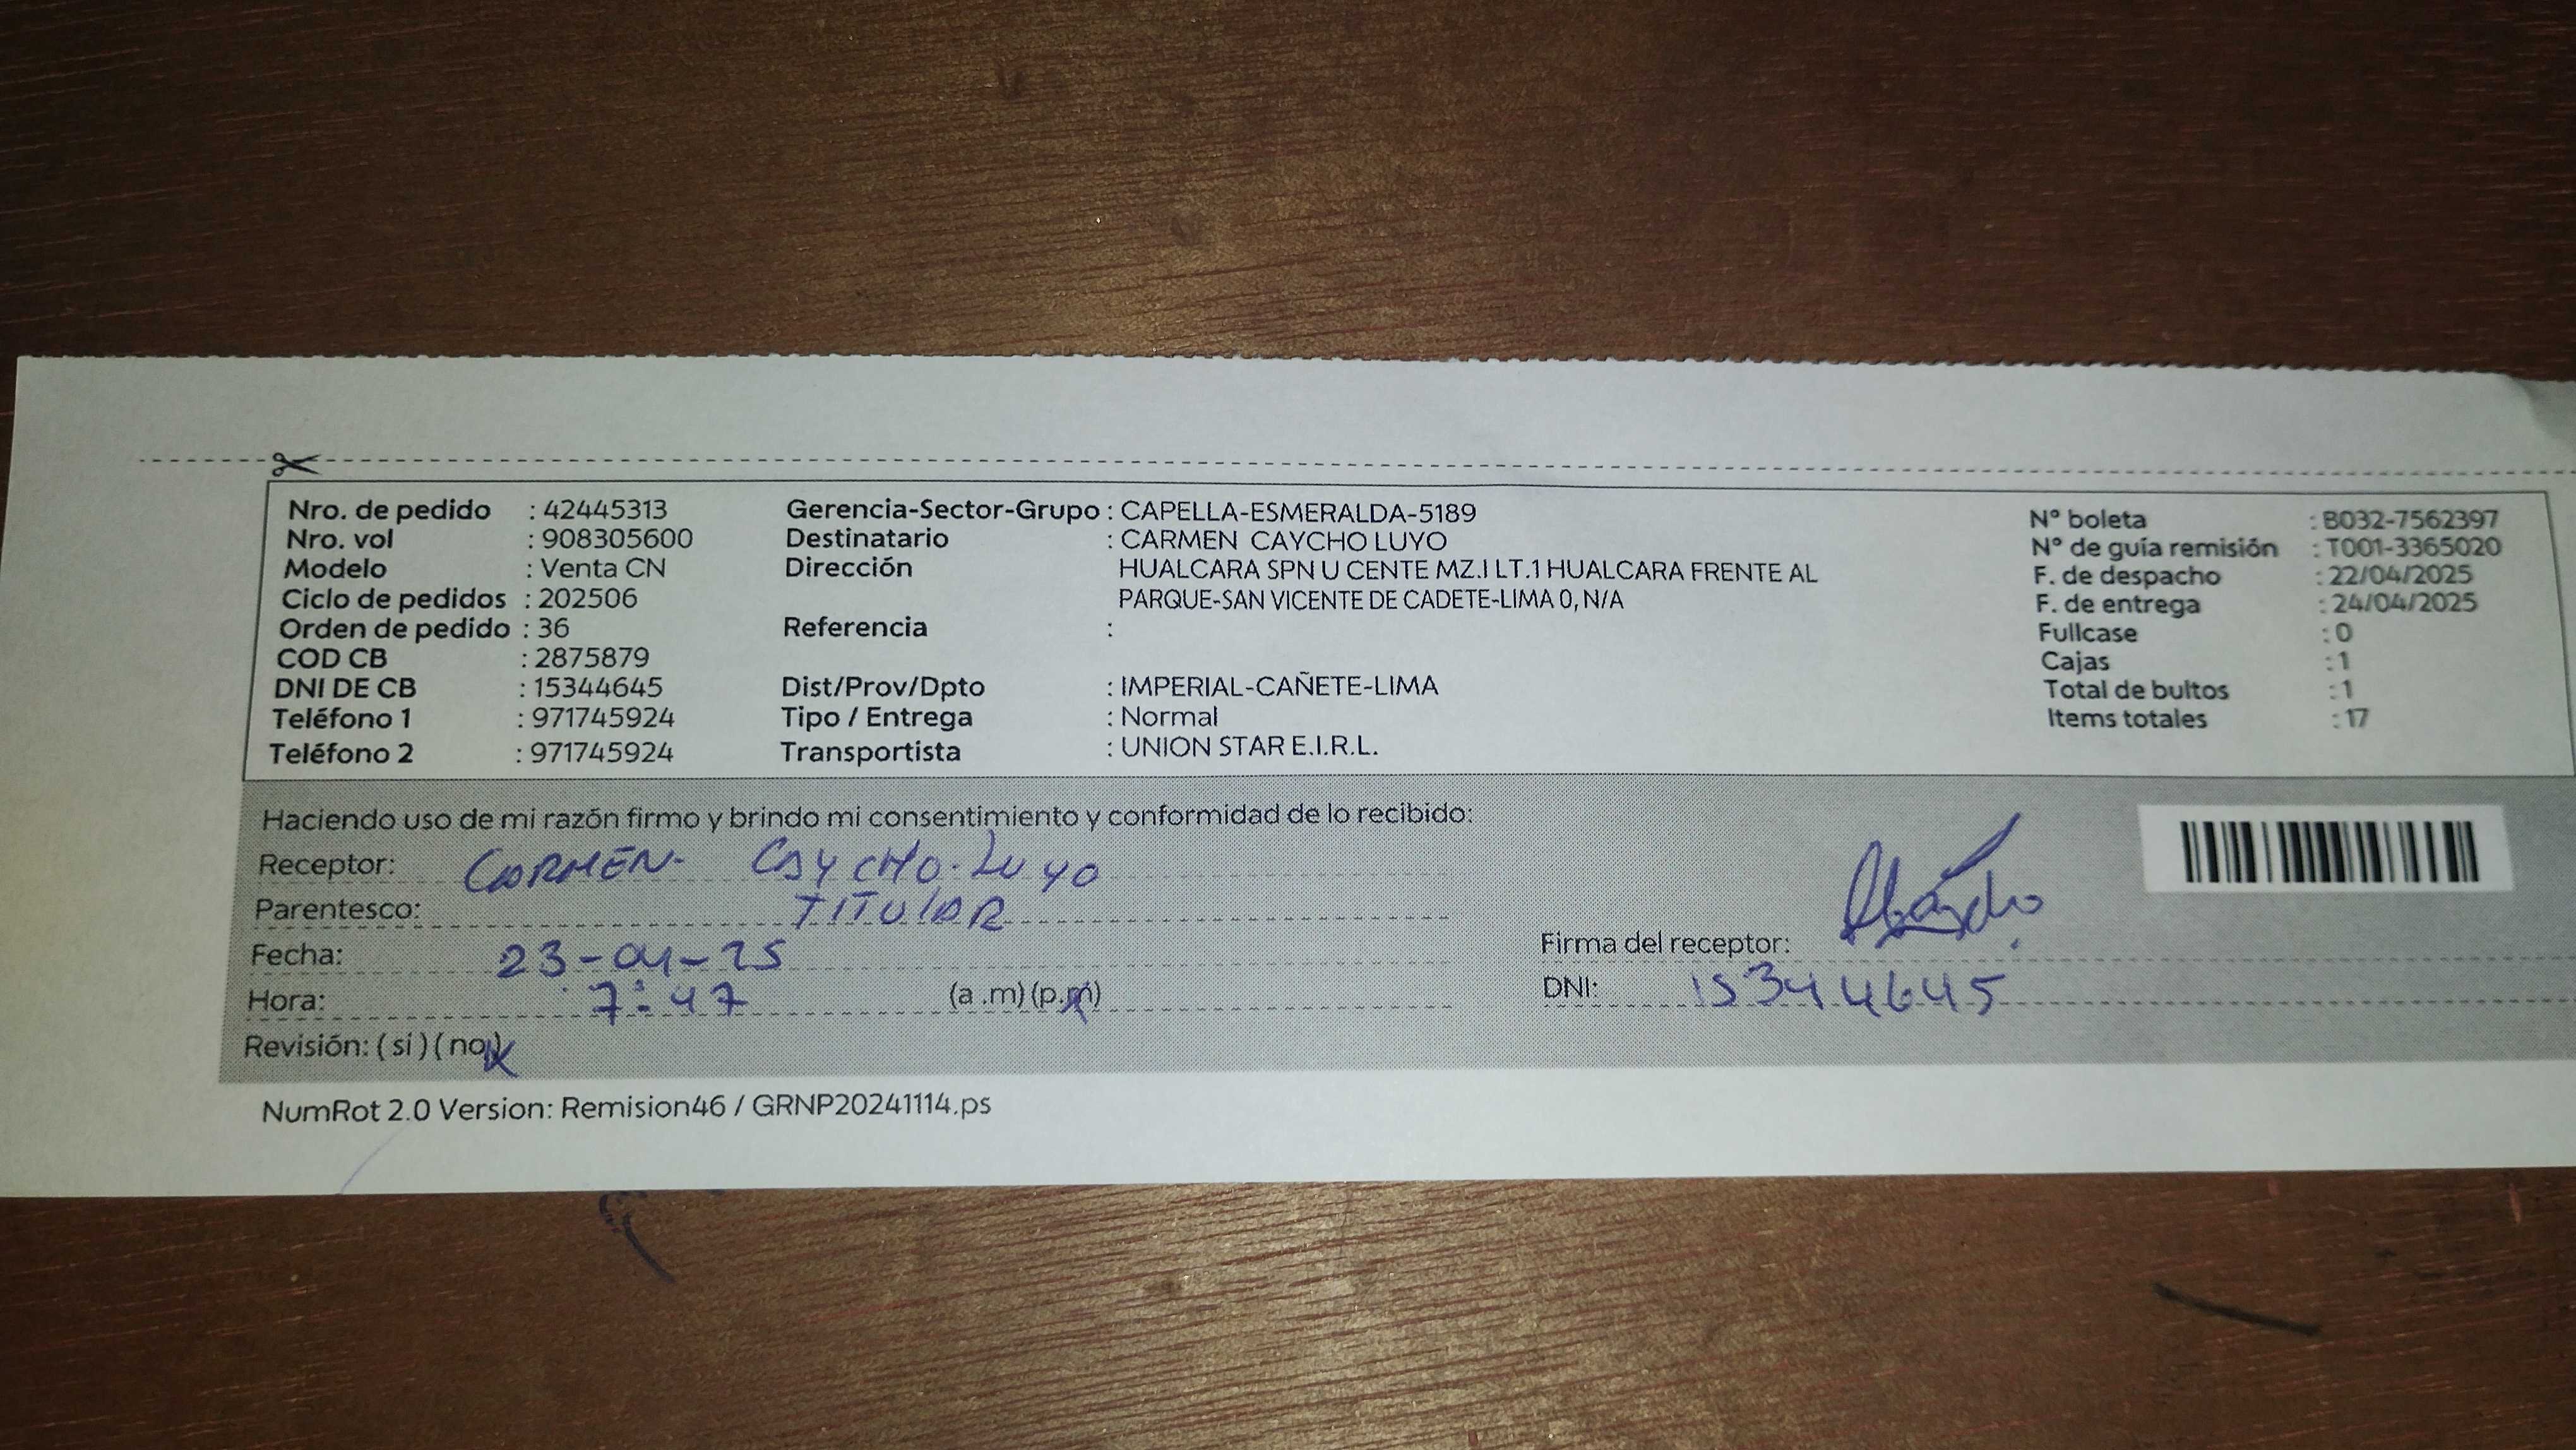 Nro. de pedido : 42445313 Gerencia-Sector-Grupo : CAPELLA-ESMERALDA-5189 N° boleta : B032-7562397
Nro. vol : 908305600 Destinatario : CARMEN CAYCHO LUYO N° de guía remisión : T001-3365020
Modelo : Venta CN Dirección HUALCARA SPN U CENTE MZ.I LT.1 HUALCARA FRENTE AL F. de despacho : 22/04/2025
Ciclo de pedidos : 202506 PARQUE-SAN VICENTE DE CADETE-LIMA 0, N/A F. de entrega : 24/04/2025
Orden de pedido : 36 Referencia : Fullcase : 0
COD CB : 2875879 Cajas : 1
DNI DE CB : 15344645 Dist/Prov/Dpto : IMPERIAL-CAÑETE-LIMA Total de bultos : 1
Teléfono 1 : 971745924 Tipo / Entrega : Normal Items totales : 17
Teléfono 2 : 971745924 Transportista : UNION STAR E.I.R.L.
Haciendo uso de mi razón firmo y brindo mi consentimiento y conformidad de lo recibido:
Receptor: CARMEN- CAYCHO. LUYO
Parentesco: TITULAR
Fecha: 23-04-25 Firma del receptor:
Hora: 7:47 (a .m) (p.m) DNI: 15344645
Revisión: ( si ) ( no )
NumRot 2.0 Version: Remision46 / GRNP20241114.ps